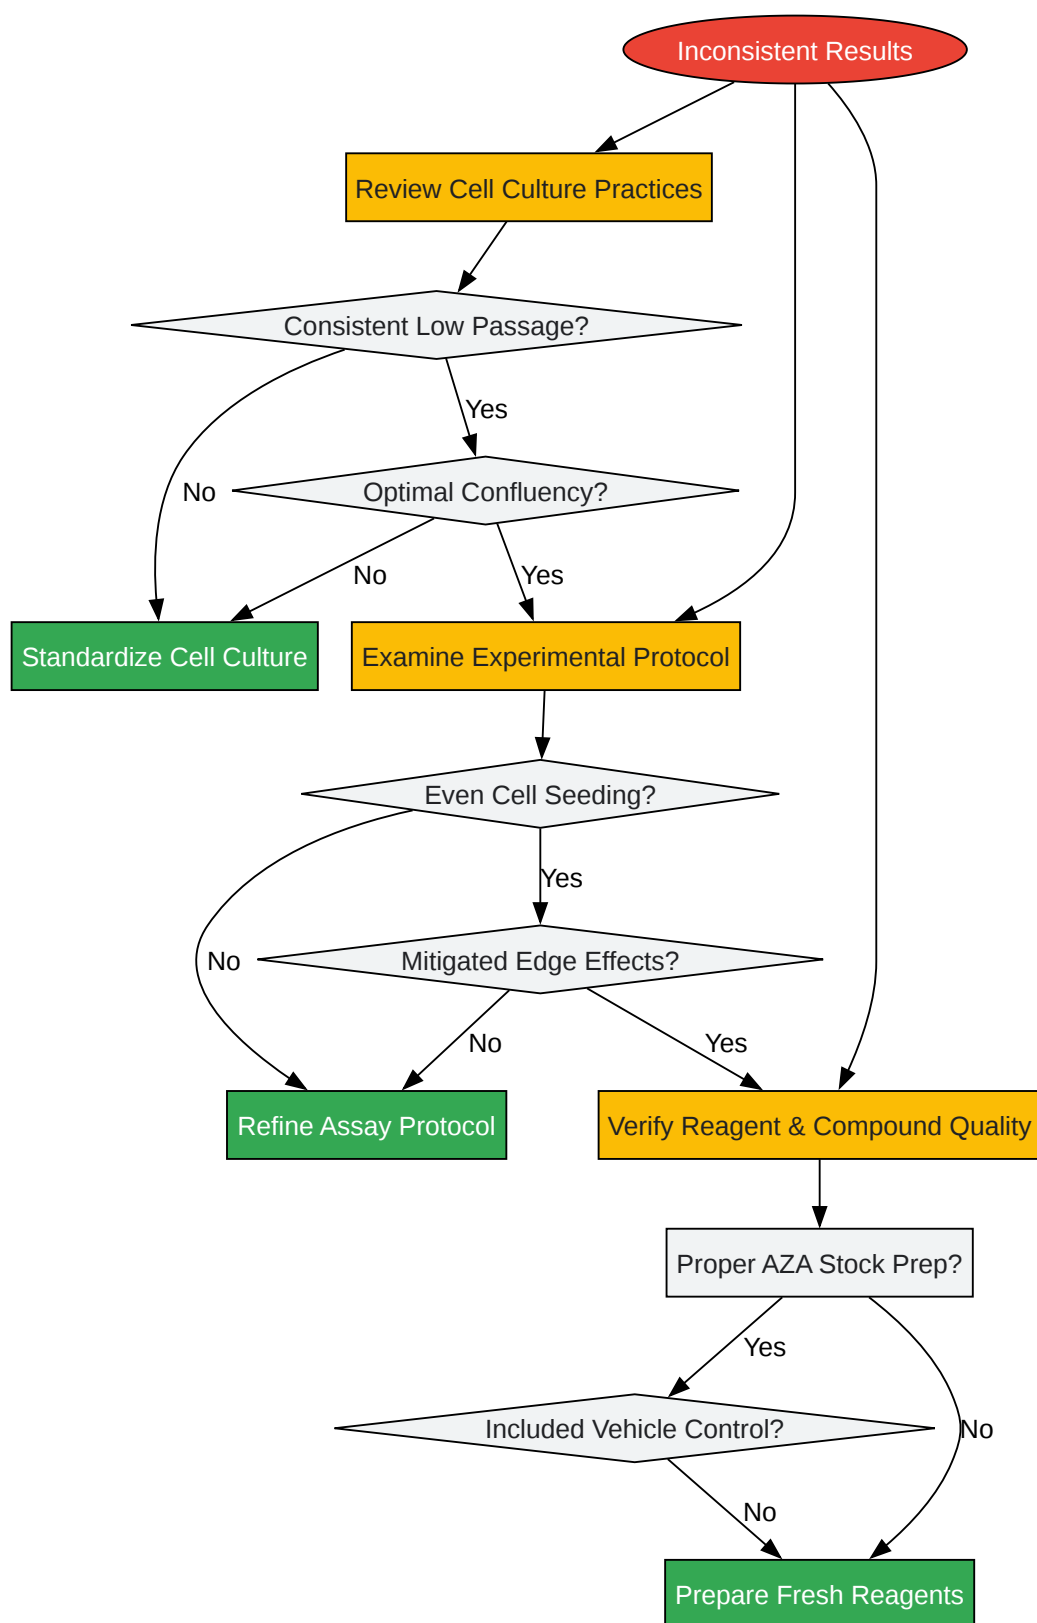 Inconsistent Results
Review Cell Culture Practices
Consistent Low Passage?
Yes
No
Optimal Confluency?
No
Yes
Standardize Cell Culture
Examine Experimental Protocol
Even Cell Seeding?
Yes
No
Mitigated Edge Effects?
No
Yes
Refine Assay Protocol
Verify Reagent & Compound Quality
Proper AZA Stock Prep?
Yes
Included Vehicle Control?
No
No
Prepare Fresh Reagents